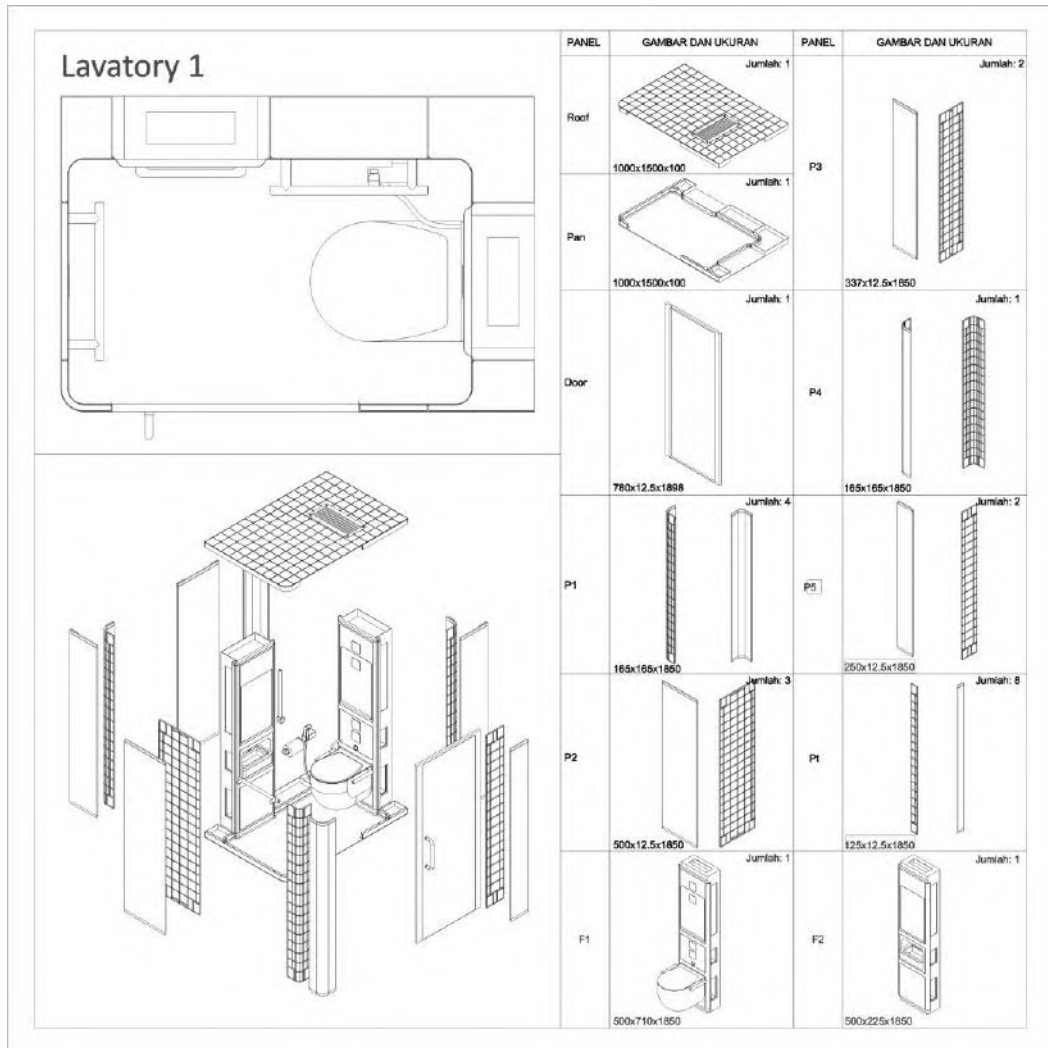 Lavatory 1
PANEL GAMBAR DAN UKURAN PANEL GAMBAR DAN UKURAN
Roof
Jumlah: 1
1000x1500x100
Pan
Jumlah: 1
1000x1500x100
P3
Jumlah: 2
337x12.5x1850
Door
Jumlah: 1
780x12.5x1898
P4
Jumlah: 1
165x165x1850
P1
Jumlah: 4
165x165x1850
P5
Jumlah: 2
250x12.5x1850
P2
Jumlah: 3
500x12.5x1850
Pt
Jumlah: 8
125x12.5x1850
F1
Jumlah: 1
500x710x1850
F2
Jumlah: 1
500x225x1850